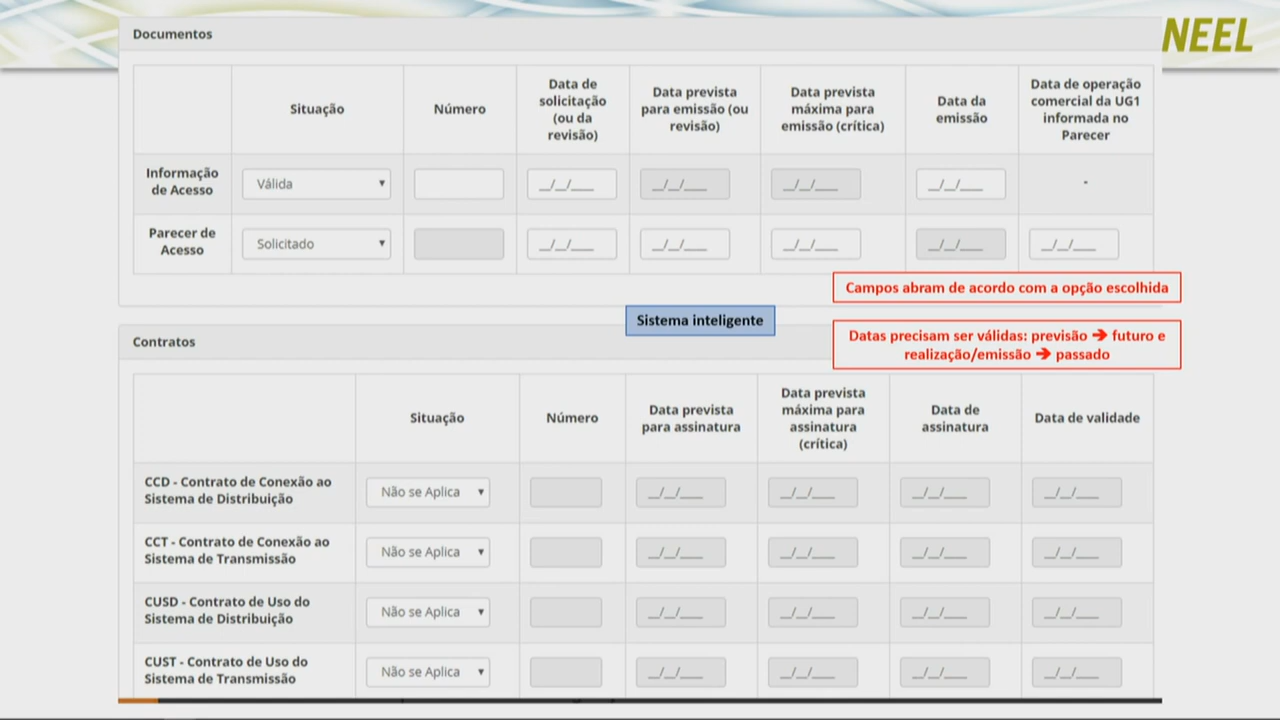 NEEL
Documentos
Situação
Número
Data de
solicitação
(ou da
revisão)
Data prevista
para emissão (ou
revisão)
Data prevista
máxima para
emissão (crítica)
Data da
emissão
Data de operação
comercial da UG1
informada no
Parecer
Informação
de Acesso
Válida
__/__/____
__/__/____
__/__/____
__/__/____
-
Parecer de
Acesso
Solicitado
__/__/____
__/__/____
__/__/____
__/__/____
__/__/____
Campos abram de acordo com a opção escolhida
Sistema inteligente
Datas precisam ser válidas: previsão ➔ futuro e
realização/emissão ➔ passado
Contratos
Situação
Número
Data prevista
para assinatura
Data prevista
máxima para
assinatura
(crítica)
Data de
assinatura
Data de validade
CCD - Contrato de Conexão ao
Sistema de Distribuição
Não se Aplica
__/__/____
__/__/____
__/__/____
__/__/____
CCT - Contrato de Conexão ao
Sistema de Transmissão
Não se Aplica
__/__/____
__/__/____
__/__/____
__/__/____
CUSD - Contrato de Uso do
Sistema de Distribuição
Não se Aplica
__/__/____
__/__/____
__/__/____
__/__/____
CUST - Contrato de Uso do
Sistema de Transmissão
Não se Aplica
__/__/____
__/__/____
__/__/____
__/__/____